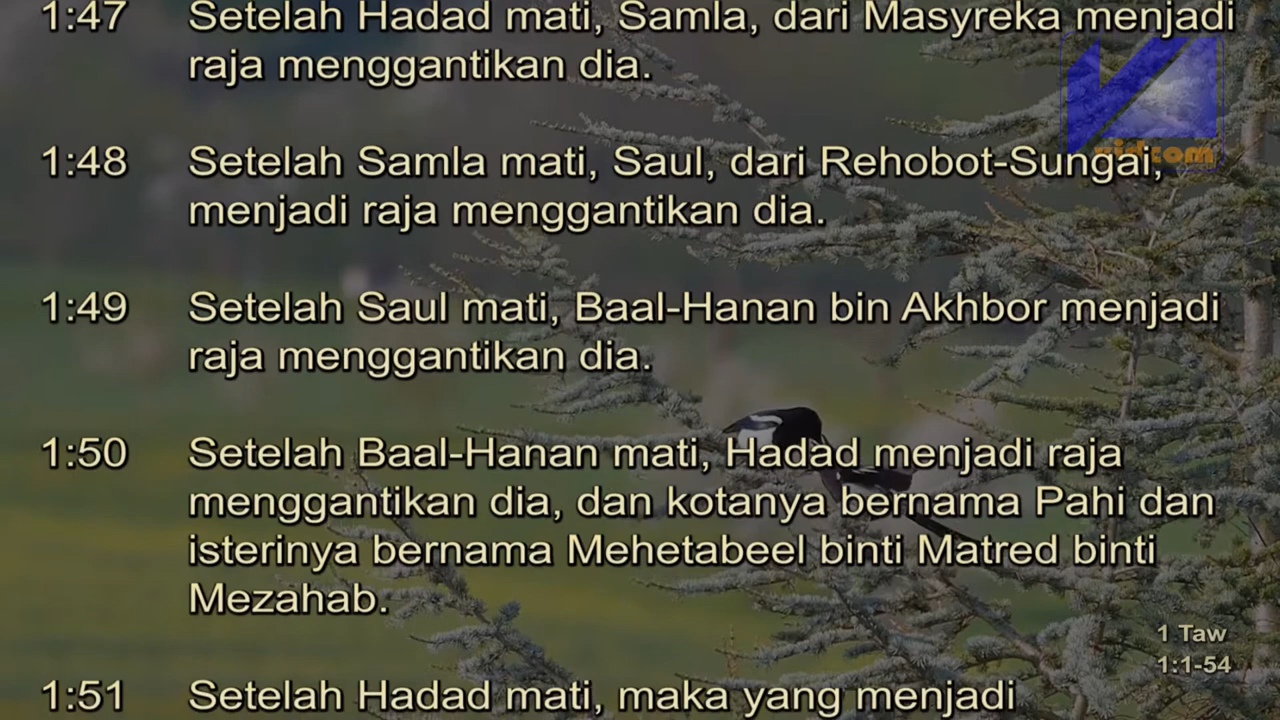 1:47 Setelah Hadad mati, Samla, dari Masyreka menjadi
raja menggantikan dia.
1:48 Setelah Samla mati, Saul, dari Rehobot-Sungai,
menjadi raja menggantikan dia.
1:49 Setelah Saul mati, Baal-Hanan bin Akhbor menjadi
raja menggantikan dia.
1:50 Setelah Baal-Hanan mati, Hadad menjadi raja
menggantikan dia, dan kotanya bernama Pahi dan
isterinya bernama Mehetabeel binti Matred binti
Mezahab.
1:51 Setelah Hadad mati, maka yang menjadi
1 Taw
1:1-54
vidcom